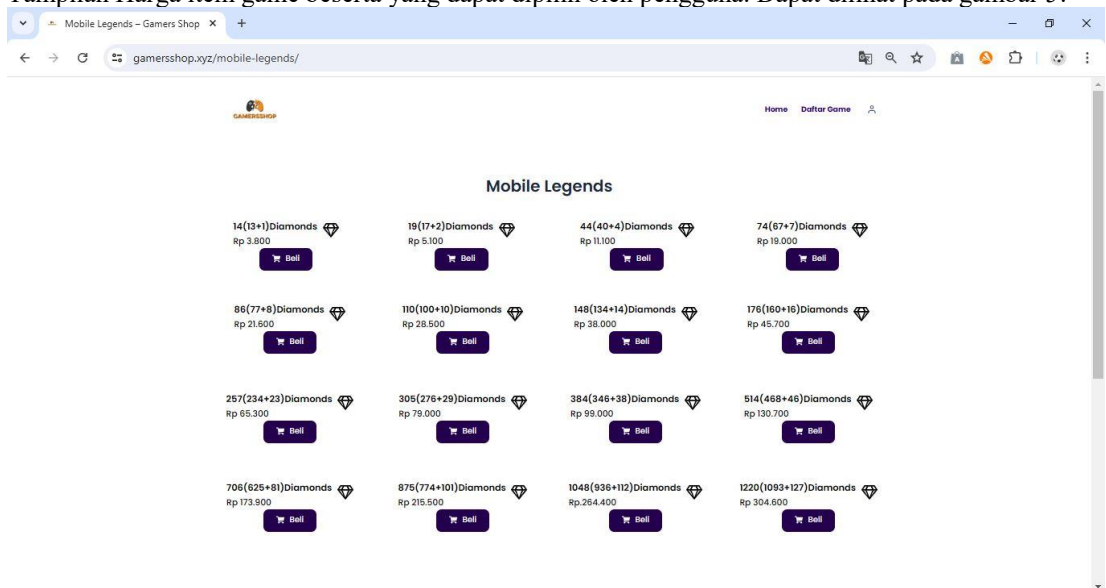 Tampilan Harga item game beserta yang dapat dipilih oleh pengguna. Dapat dilihat pada gambar 5.
Mobile Legends – Gamers Shop
gamersshop.xyz/mobile-legends/
GAMERSSHOP
Home Daftar Game
Mobile Legends
14(13+1)Diamonds 19(17+2)Diamonds 44(40+4)Diamonds 74(67+7)Diamonds
Rp 3.800 Rp 5.100 Rp 11.100 Rp 19.000
Beli Beli Beli Beli
86(77+8)Diamonds 110(100+10)Diamonds 148(134+14)Diamonds 176(160+16)Diamonds
Rp 21.600 Rp 28.500 Rp 38.000 Rp 45.700
Beli Beli Beli Beli
257(234+23)Diamonds 305(276+29)Diamonds 384(346+38)Diamonds 514(468+46)Diamonds
Rp 65.300 Rp 79.000 Rp 99.000 Rp 130.700
Beli Beli Beli Beli
706(625+81)Diamonds 875(774+101)Diamonds 1048(936+112)Diamonds 1220(1093+127)Diamonds
Rp 173.900 Rp 215.500 Rp.264.400 Rp 304.600
Beli Beli Beli Beli